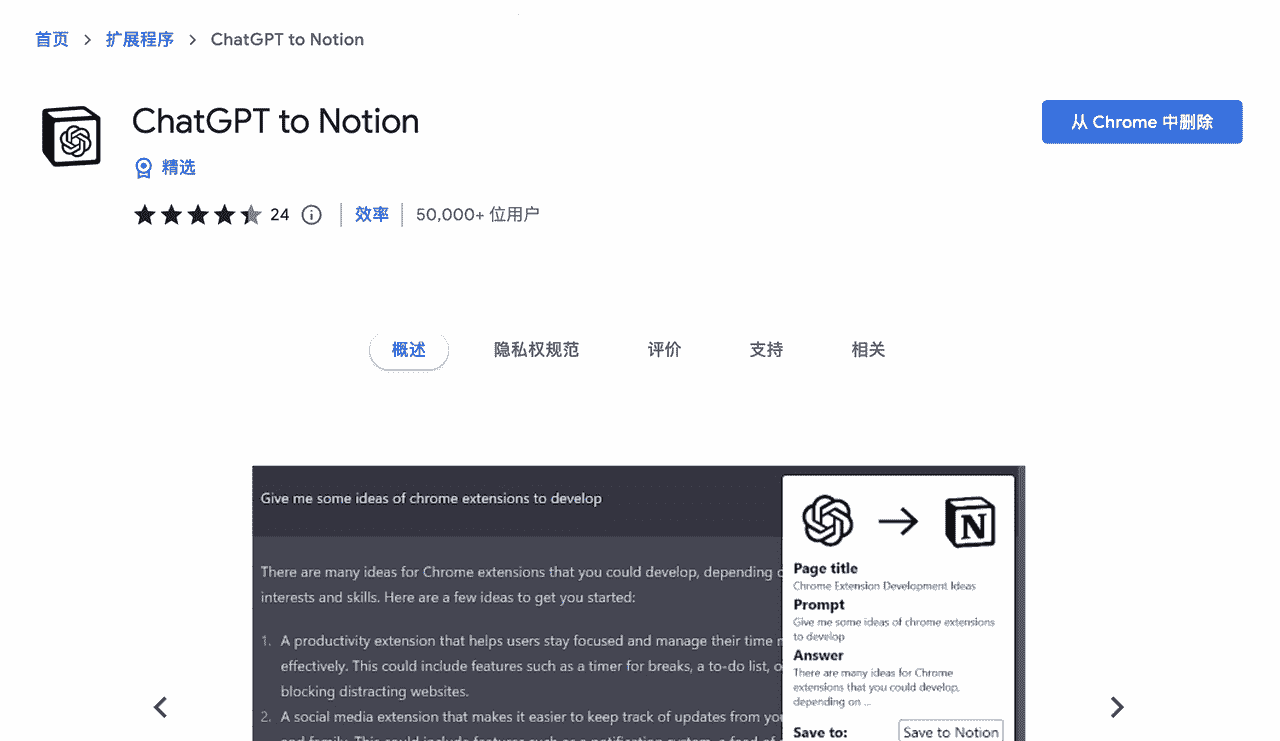 首页 > 扩展程序 > ChatGPT to Notion
ChatGPT to Notion
从 Chrome 中删除
精选
24 效率 50,000+ 位用户
概述 隐私权规范 评价 支持 相关
Give me some ideas of chrome extensions to develop
There are many ideas for Chrome extensions that you could develop, depending
interests and skills. Here are a few ideas to get you started:
1. A productivity extension that helps users stay focused and manage their time
effectively. This could include features such as a timer for breaks, a to-do list,
blocking distracting websites.
2. A social media extension that makes it easier to keep track of updates from
Page title
Chrome Extension Development Ideas
Prompt
Give me some ideas of chrome extensions
to develop
Answer
There are many ideas for Chrome
extensions that you could develop,
depending on ...
Save to: Save to Notion